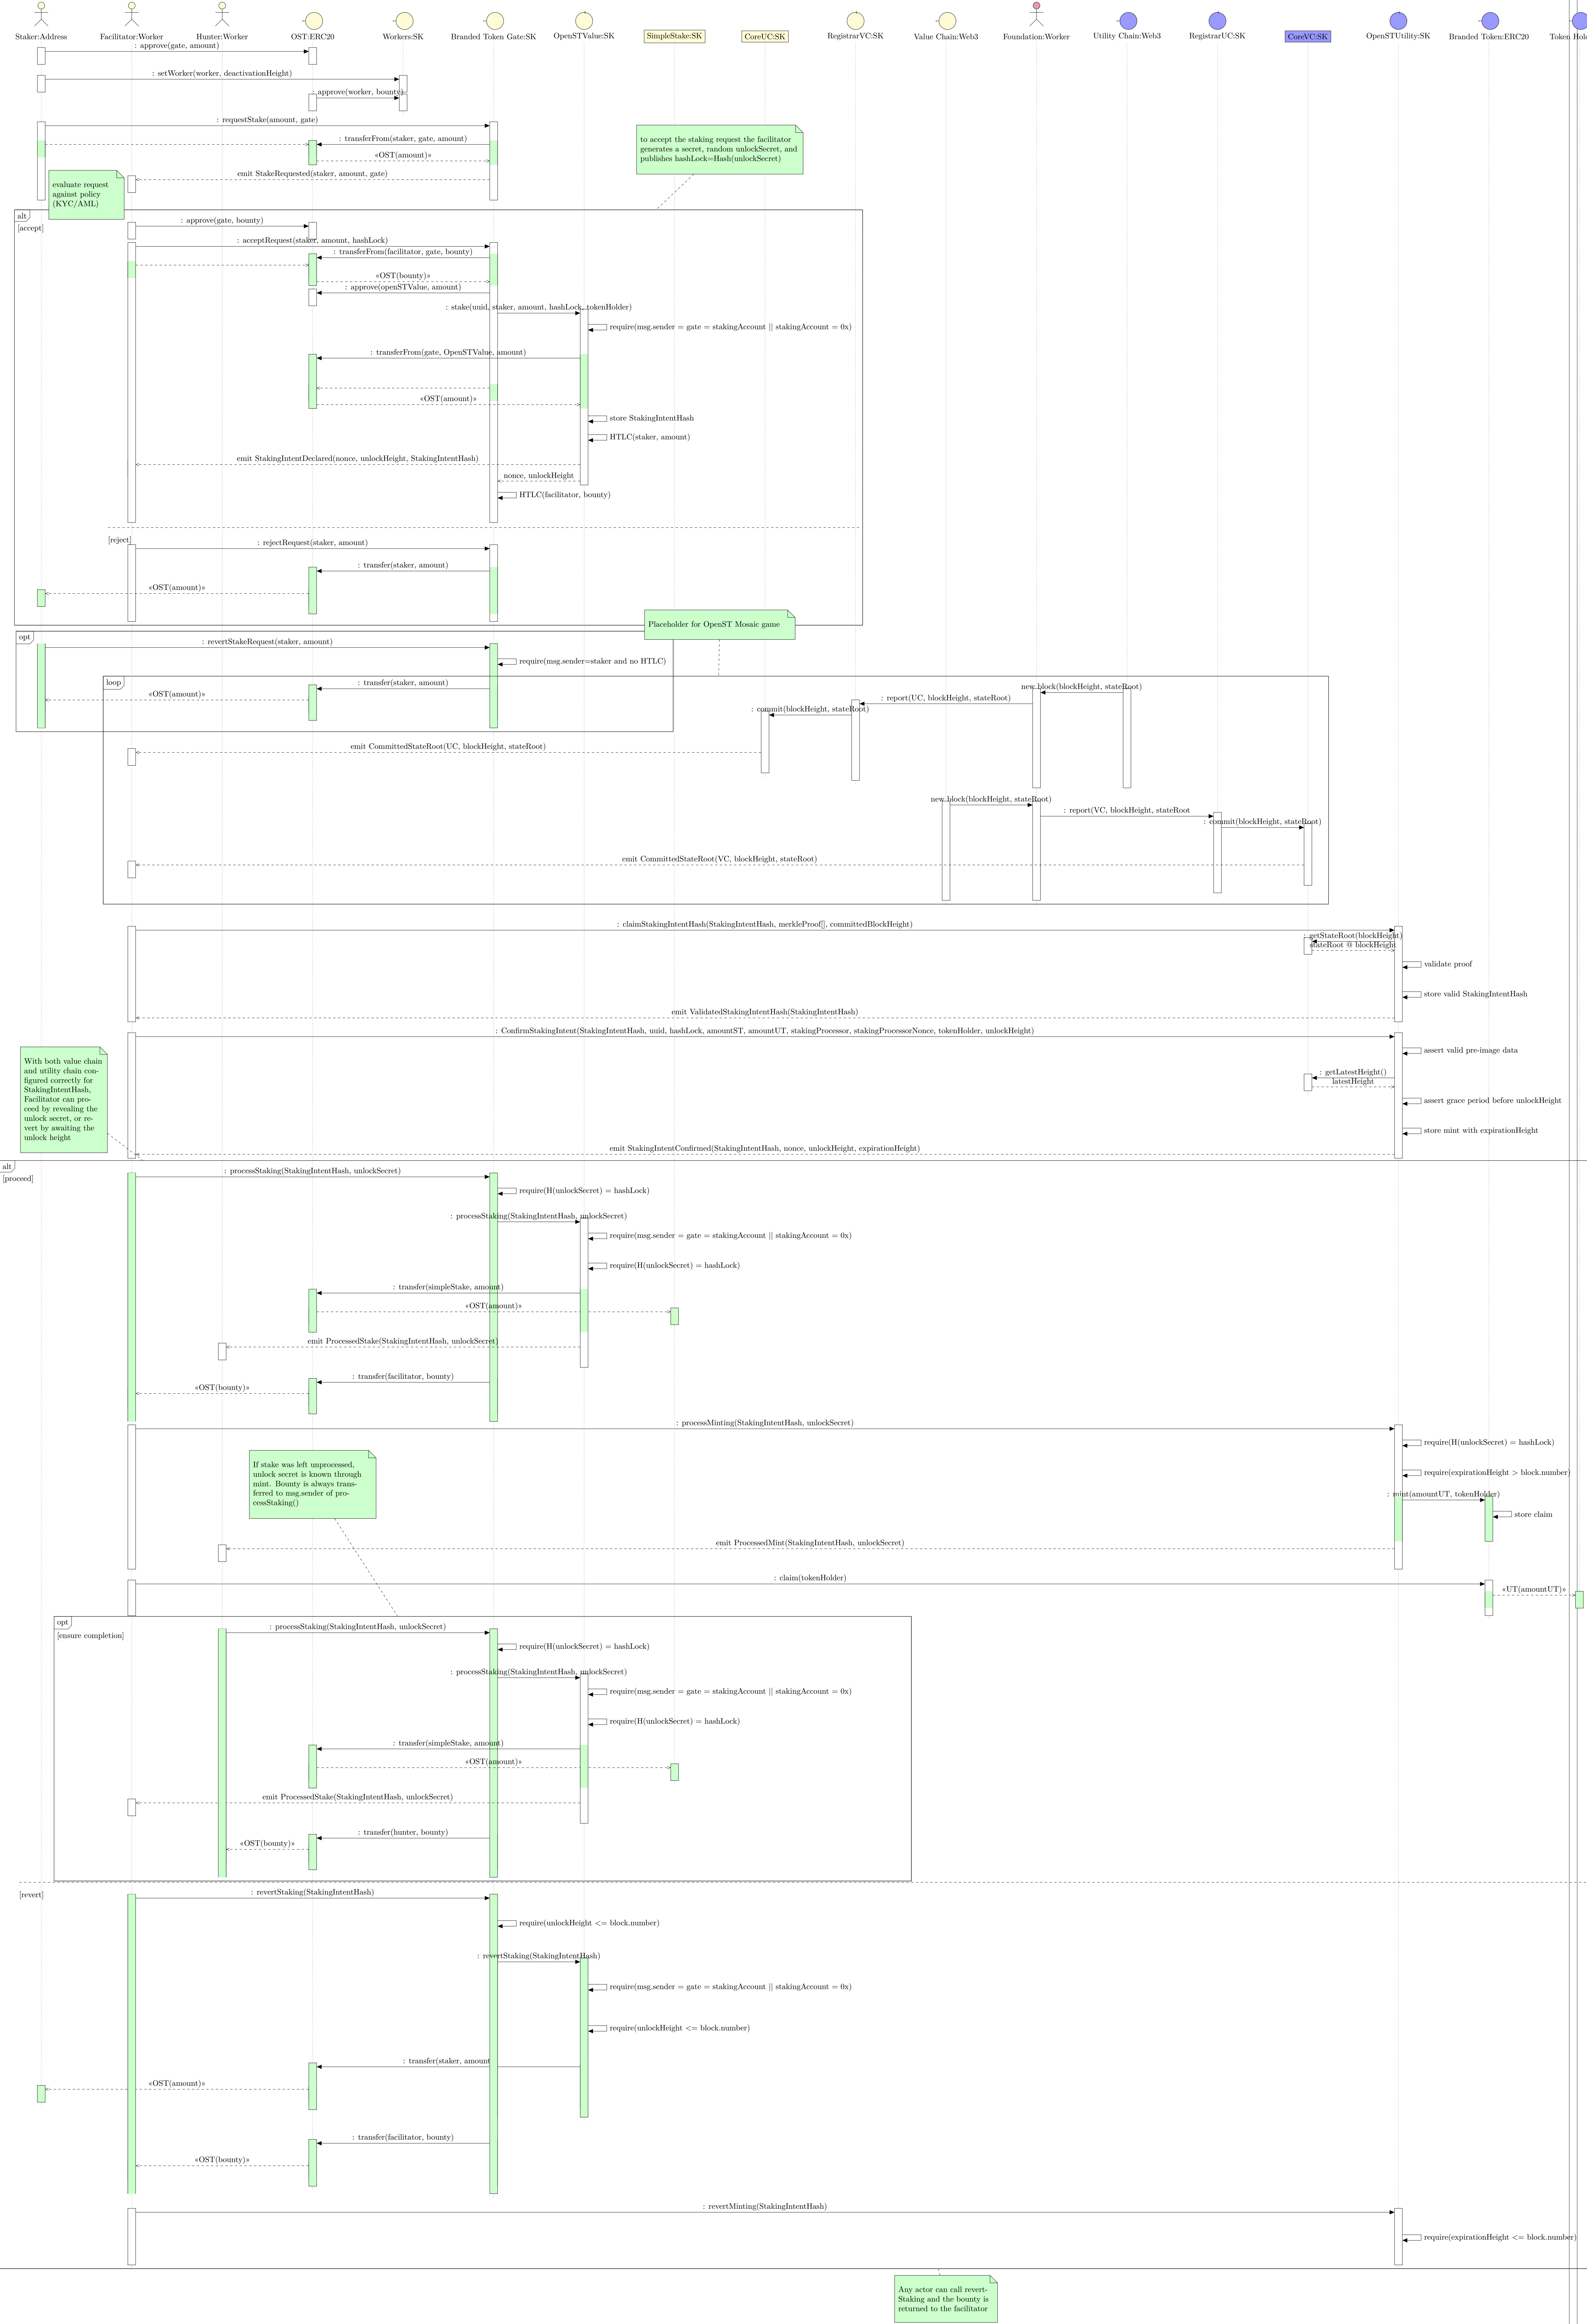 Staker:Address
Facilitator:Worker
Hunter:Worker
OST:ERC20
Workers:SK
Branded Token Gate:SK
OpenSTValue:SK
SimpleStake:SK
CoreUC:SK
RegistrarVC:SK
Value Chain:Web3
Foundation:Worker
Utility Chain:Web3
RegistrarUC:SK
CoreVC:SK
OpenSTUtility:SK
Branded Token:ERC20
Token Hol
: approve(gate, amount)
: setWorker(worker, deactivationHeight)
: approve(worker, bounty)
: requestStake(amount, gate)
: transferFrom(staker, gate, amount)
«OST(amount)»
to accept the staking request the facilitator
generates a secret, random unlockSecret, and
publishes hashLock=Hash(unlockSecret)
emit StakeRequested(staker, amount, gate)
evaluate request
against policy
(KYC/AML)
alt
[accept]
: approve(gate, bounty)
: acceptRequest(staker, amount, hashLock)
: transferFrom(facilitator, gate, bounty)
«OST(bounty)»
: approve(openSTValue, amount)
: stake(uuid, staker, amount, hashLock, tokenHolder)
require(msg.sender = gate = stakingAccount || stakingAccount = 0x)
: transferFrom(gate, OpenSTValue, amount)
«OST(amount)»
store StakingIntentHash
HTLC(staker, amount)
emit StakingIntentDeclared(nonce, unlockHeight, StakingIntentHash)
nonce, unlockHeight
HTLC(facilitator, bounty)
[reject]
: rejectRequest(staker, amount)
: transfer(staker, amount)
«OST(amount)»
Placeholder for OpenST Mosaic game
opt
: revertStakeRequest(staker, amount)
require(msg.sender=staker and no HTLC)
loop
: transfer(staker, amount)
«OST(amount)»
new block(blockHeight, stateRoot)
: report(UC, blockHeight, stateRoot)
: commit(blockHeight, stateRoot)
emit CommittedStateRoot(UC, blockHeight, stateRoot)
new block(blockHeight, stateRoot)
: report(VC, blockHeight, stateRoot
: commit(blockHeight, stateRoot)
emit CommittedStateRoot(VC, blockHeight, stateRoot)
: claimStakingIntentHash(StakingIntentHash, merkleProof[], committedBlockHeight)
: getStateRoot(blockHeight)
stateRoot @ blockHeight
validate proof
store valid StakingIntentHash
emit ValidatedStakingIntentHash(StakingIntentHash)
: ConfirmStakingIntent(StakingIntentHash, uuid, hashLock, amountST, amountUT, stakingProcessor, stakingProcessorNonce, tokenHolder, unlockHeight)
assert valid pre-image data
With both value chain
and utility chain con-
figured correctly for
StakingIntentHash,
Facilitator can pro-
ceed by revealing the
unlock secret, or re-
vert by awaiting the
unlock height
: getLatestHeight()
latestHeight
assert grace period before unlockHeight
store mint with expirationHeight
emit StakingIntentConfirmed(StakingIntentHash, nonce, unlockHeight, expirationHeight)
alt
[proceed]
: processStaking(StakingIntentHash, unlockSecret)
require(H(unlockSecret) = hashLock)
: processStaking(StakingIntentHash, unlockSecret)
require(msg.sender = gate = stakingAccount || stakingAccount = 0x)
require(H(unlockSecret) = hashLock)
: transfer(simpleStake, amount)
«OST(amount)»
emit ProcessedStake(StakingIntentHash, unlockSecret)
: transfer(facilitator, bounty)
«OST(bounty)»
: processMinting(StakingIntentHash, unlockSecret)
require(H(unlockSecret) = hashLock)
If stake was left unprocessed,
unlock secret is known through
mint. Bounty is always trans-
ferred to msg.sender of pro-
cessStaking()
require(expirationHeight > block.number)
: mint(amountUT, tokenHolder)
store claim
emit ProcessedMint(StakingIntentHash, unlockSecret)
: claim(tokenHolder)
«UT(amountUT)»
opt
[ensure completion]
: processStaking(StakingIntentHash, unlockSecret)
require(H(unlockSecret) = hashLock)
: processStaking(StakingIntentHash, unlockSecret)
require(msg.sender = gate = stakingAccount || stakingAccount = 0x)
require(H(unlockSecret) = hashLock)
: transfer(simpleStake, amount)
«OST(amount)»
emit ProcessedStake(StakingIntentHash, unlockSecret)
: transfer(hunter, bounty)
«OST(bounty)»
[revert]
: revertStaking(StakingIntentHash)
require(unlockHeight <= block.number)
: revertStaking(StakingIntentHash)
require(msg.sender = gate = stakingAccount || stakingAccount = 0x)
require(unlockHeight <= block.number)
: transfer(staker, amount
«OST(amount)»
: transfer(facilitator, bounty)
«OST(bounty)»
: revertMinting(StakingIntentHash)
require(expirationHeight <= block.number)
Any actor can call revert-
Staking and the bounty is
returned to the facilitator